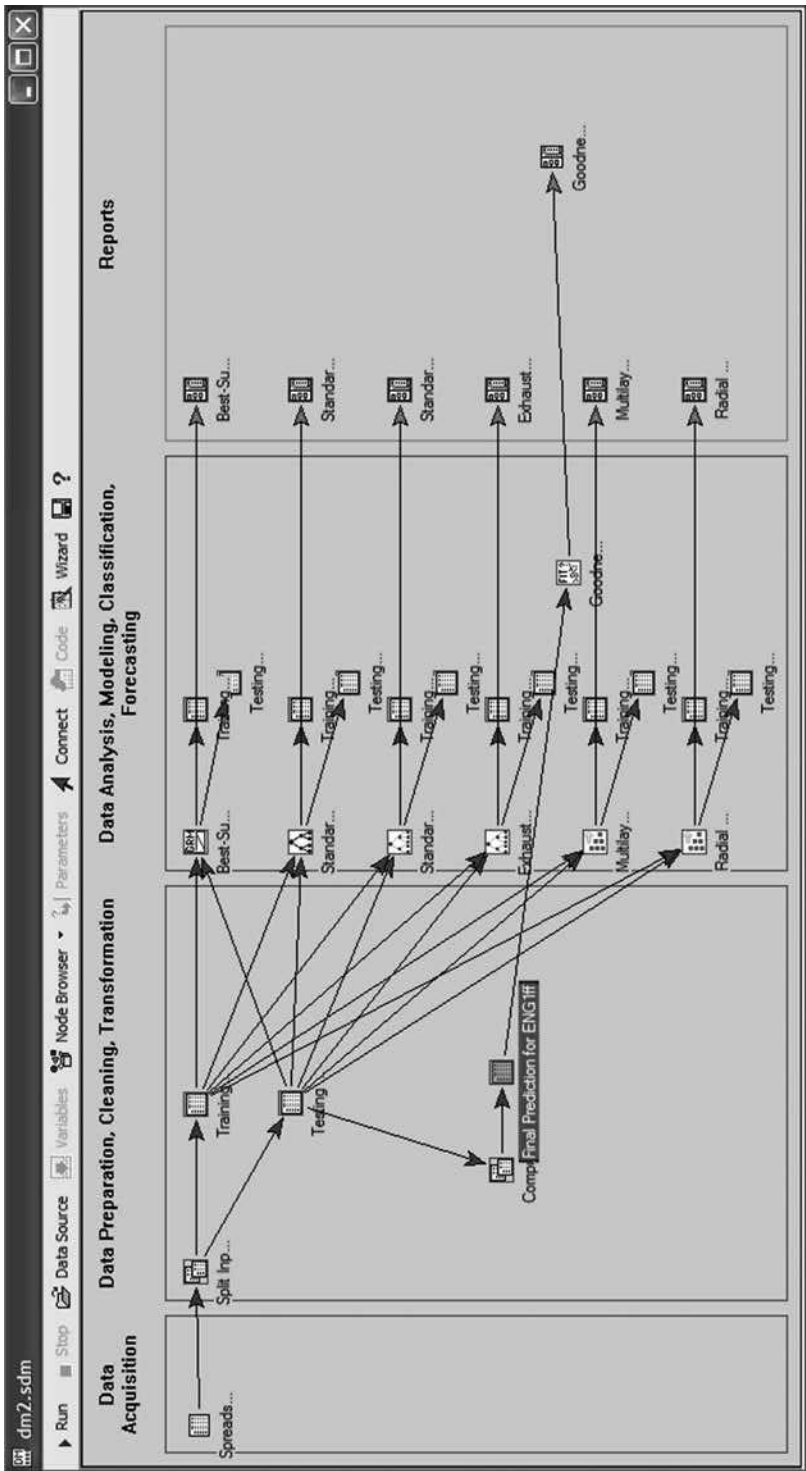 dm2.sdm
Run Stop Data Source Variables Node Browser Parameters Connect Code Wizard ?
Data Acquisition
Data Preparation, Cleaning, Transformation
Data Analysis, Modeling, Classification, Forecasting
Reports
Spreads...
Split Inp...
Training
Testing
Final Prediction for ENG1ff
Best-Su...
Standar...
Standar...
Exhaust...
Multilay...
Radial ...
Training...
Testing...
Training...
Testing...
Training...
Testing...
Training...
Testing...
Training...
Testing...
Training...
Testing...
Goodne...
Best-Su...
Standar...
Standar...
Exhaust...
Multilay...
Radial ...
Goodne...